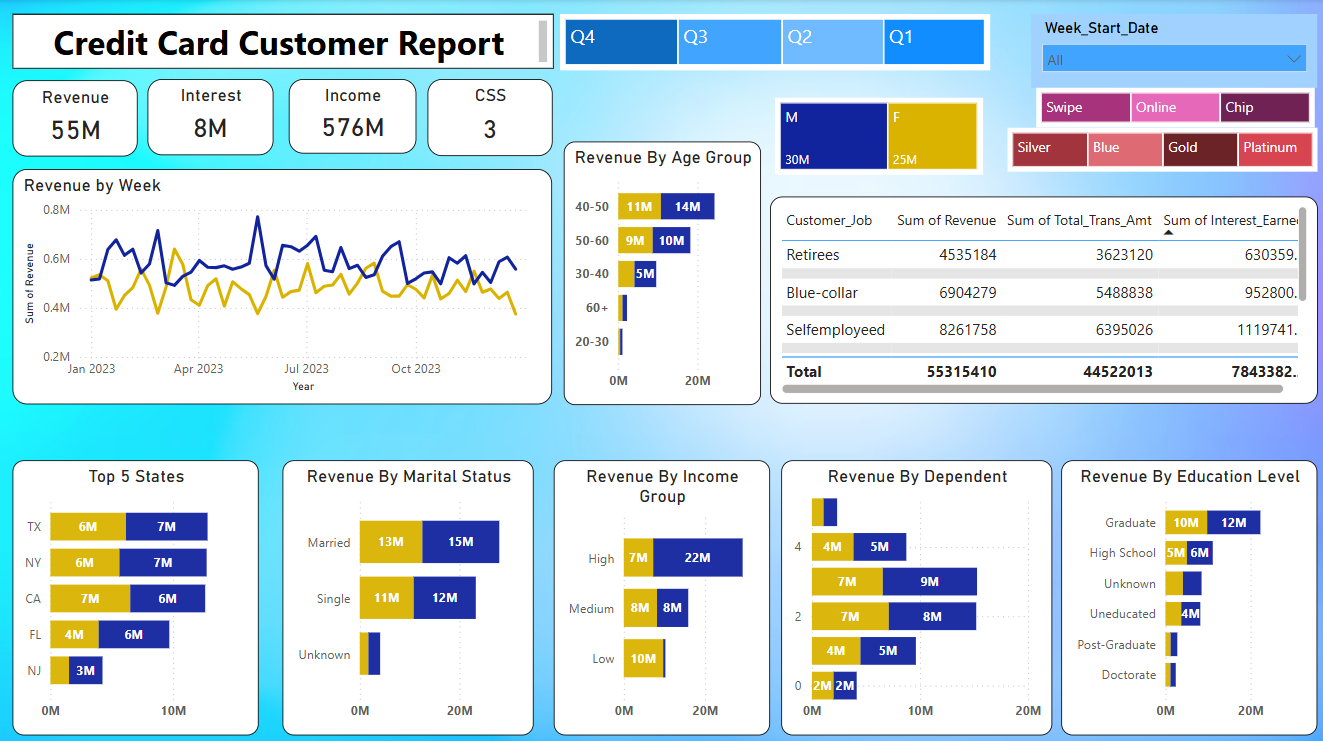 Credit Card Customer Report
Q4
Q3
Q2
Q1
Week_Start_Date
All
Swipe
Online
Chip
Silver
Blue
Gold
Platinum
Revenue
55M
Interest
8M
Income
576M
CSS
3
M
30M
F
25M
Revenue by Week
Sum of Revenue
0.8M
0.6M
0.4M
0.2M
Jan 2023
Apr 2023
Jul 2023
Oct 2023
Year
Revenue By Age Group
40-50 11M 14M
50-60 9M 10M
30-40 5M
60+
20-30
0M 20M
Customer_Job Sum of Revenue Sum of Total_Trans_Amt Sum of Interest_Earne
Retirees 4535184 3623120 630359.
Blue-collar 6904279 5488838 952800.
Selfemployeed 8261758 6395026 1119741.
Total 55315410 44522013 7843382..
Top 5 States
TX 6M 7M
NY 6M 7M
CA 7M 6M
FL 4M 6M
NJ 3M
0M 10M
Revenue By Marital Status
Married 13M 15M
Single 11M 12M
Unknown
0M 20M
Revenue By Income
Group
High 7M 22M
Medium 8M 8M
Low 10M
0M 20M
Revenue By Dependent
4 4M 5M
7M 9M
2 7M 8M
4M 5M
0 2M 2M
0M 10M 20M
Revenue By Education Level
Graduate 10M 12M
High School 5M 6M
Unknown
Uneducated 4M
Post-Graduate
Doctorate
0M 20M